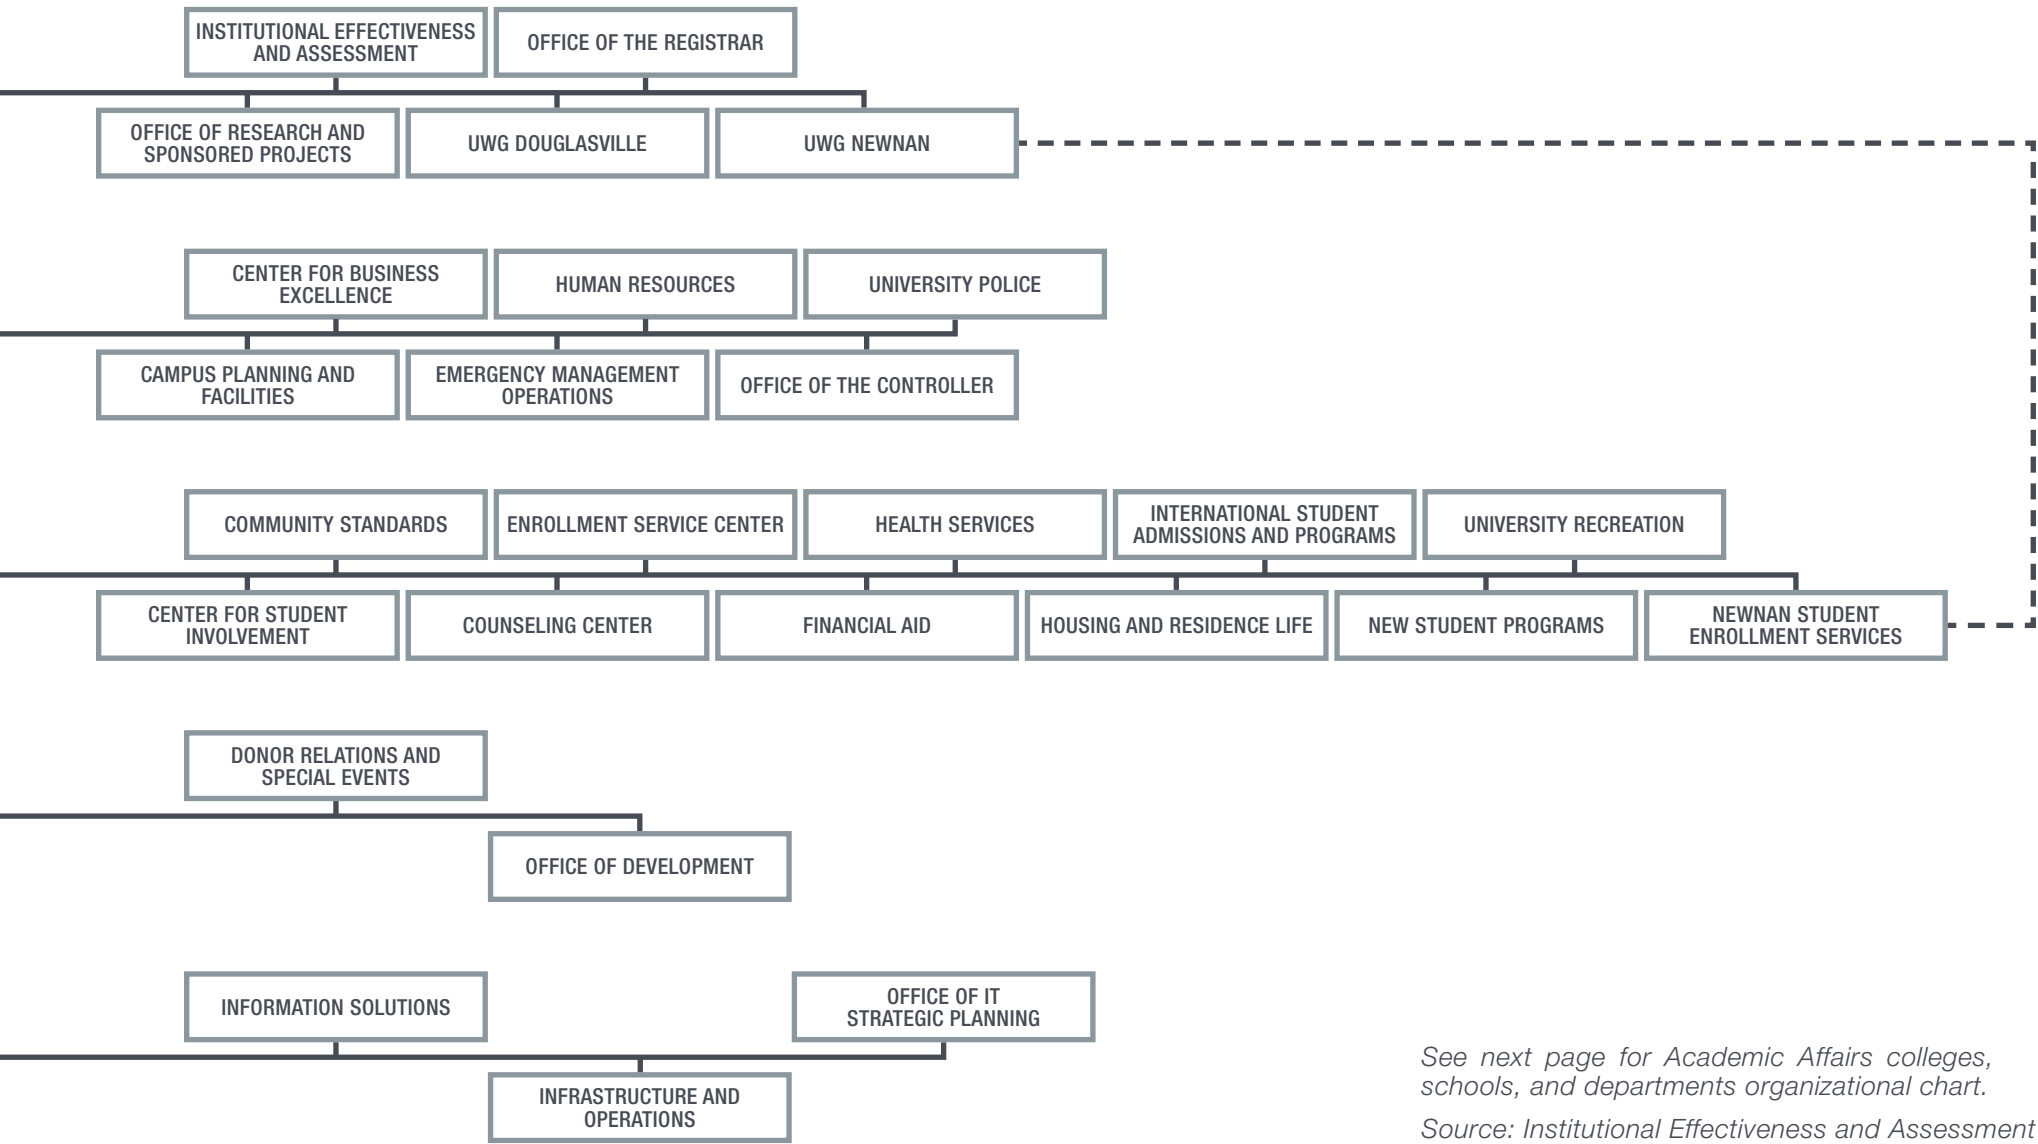 INSTITUTIONAL EFFECTIVENESS
AND ASSESSMENT
OFFICE OF THE REGISTRAR
OFFICE OF RESEARCH AND
SPONSORED PROJECTS
UWG DOUGLASVILLE
UWG NEWNAN
CENTER FOR BUSINESS
EXCELLENCE
HUMAN RESOURCES
UNIVERSITY POLICE
CAMPUS PLANNING AND
FACILITIES
EMERGENCY MANAGEMENT
OPERATIONS
OFFICE OF THE CONTROLLER
COMMUNITY STANDARDS
ENROLLMENT SERVICE CENTER
HEALTH SERVICES
INTERNATIONAL STUDENT
ADMISSIONS AND PROGRAMS
UNIVERSITY RECREATION
CENTER FOR STUDENT
INVOLVEMENT
COUNSELING CENTER
FINANCIAL AID
HOUSING AND RESIDENCE LIFE
NEW STUDENT PROGRAMS
NEWNAN STUDENT
ENROLLMENT SERVICES
DONOR RELATIONS AND
SPECIAL EVENTS
OFFICE OF DEVELOPMENT
INFORMATION SOLUTIONS
OFFICE OF IT
STRATEGIC PLANNING
INFRASTRUCTURE AND
OPERATIONS
See next page for Academic Affairs colleges,
schools, and departments organizational chart.
Source: Institutional Effectiveness and Assessment